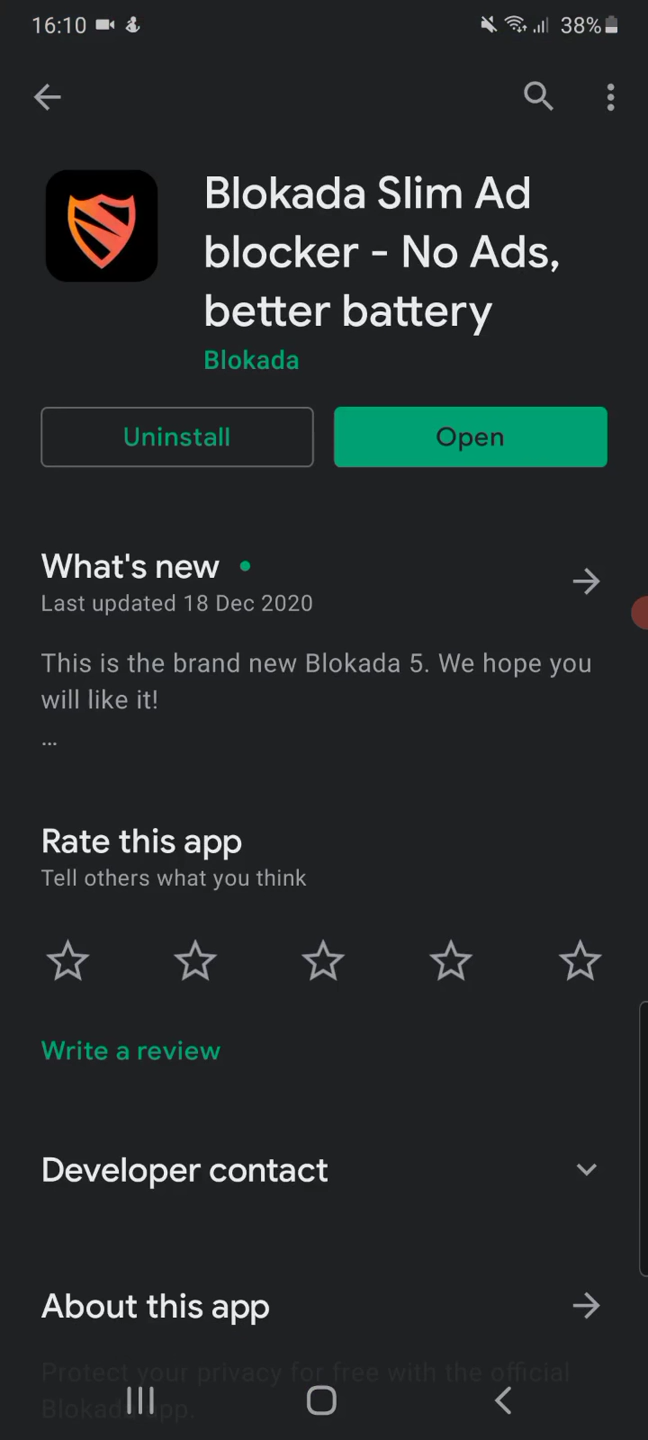 16:10
38%
Blokada Slim Ad
blocker - No Ads,
better battery
Blokada
Uninstall
Open
What's new
Last updated 18 Dec 2020
This is the brand new Blokada 5. We hope you
will like it!
...
Rate this app
Tell others what you think
Write a review
Developer contact
About this app
Protect your privacy for free with the official
Blokada app.